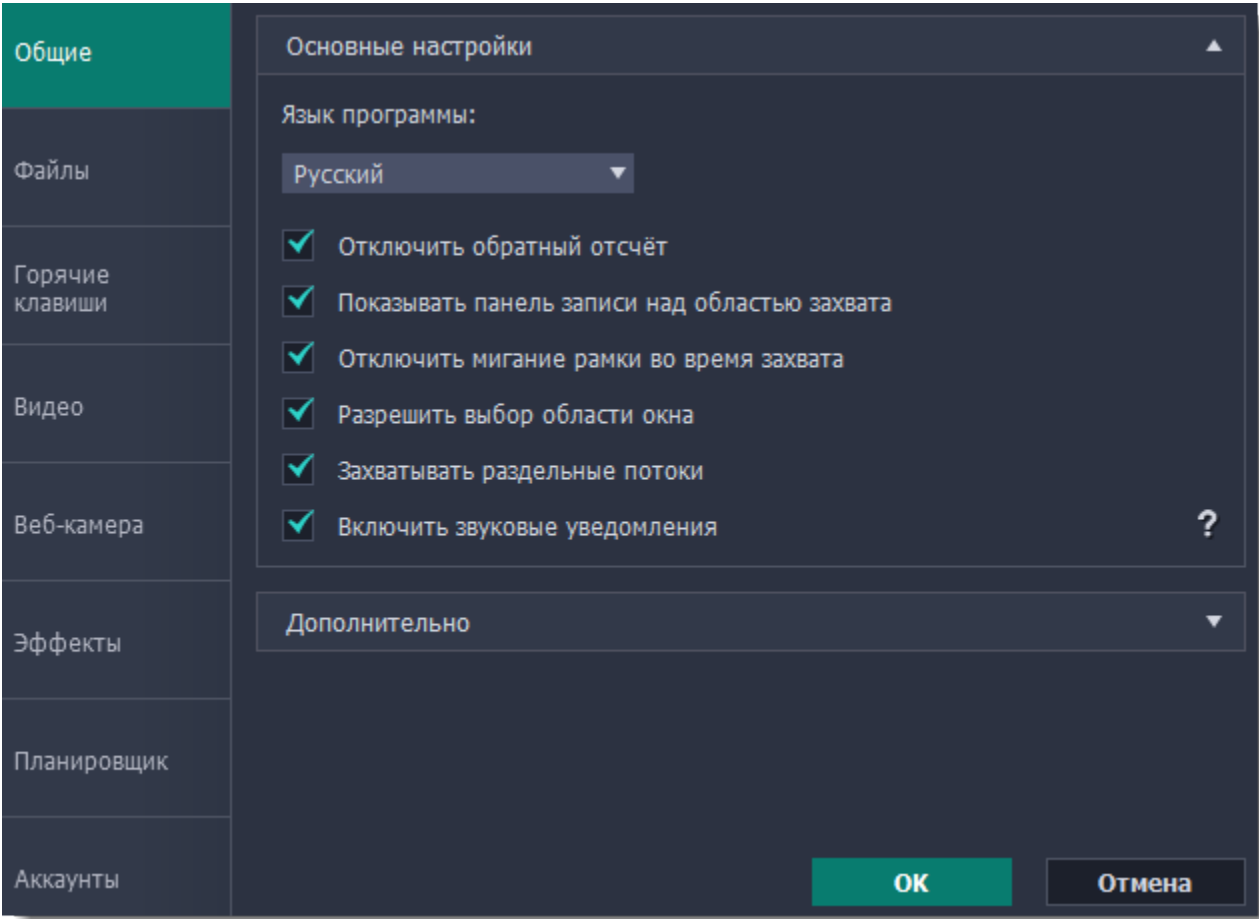 Общие
Файлы
Горячие
клавиши
Видео
Веб-камера
Эффекты
Планировщик
Аккаунты
Основные настройки
Язык программы:
Русский
Отключить обратный отсчёт
Показывать панель записи над областью захвата
Отключить мигание рамки во время захвата
Разрешить выбор области окна
Захватывать раздельные потоки
Включить звуковые уведомления
?
Дополнительно
OK
Отмена